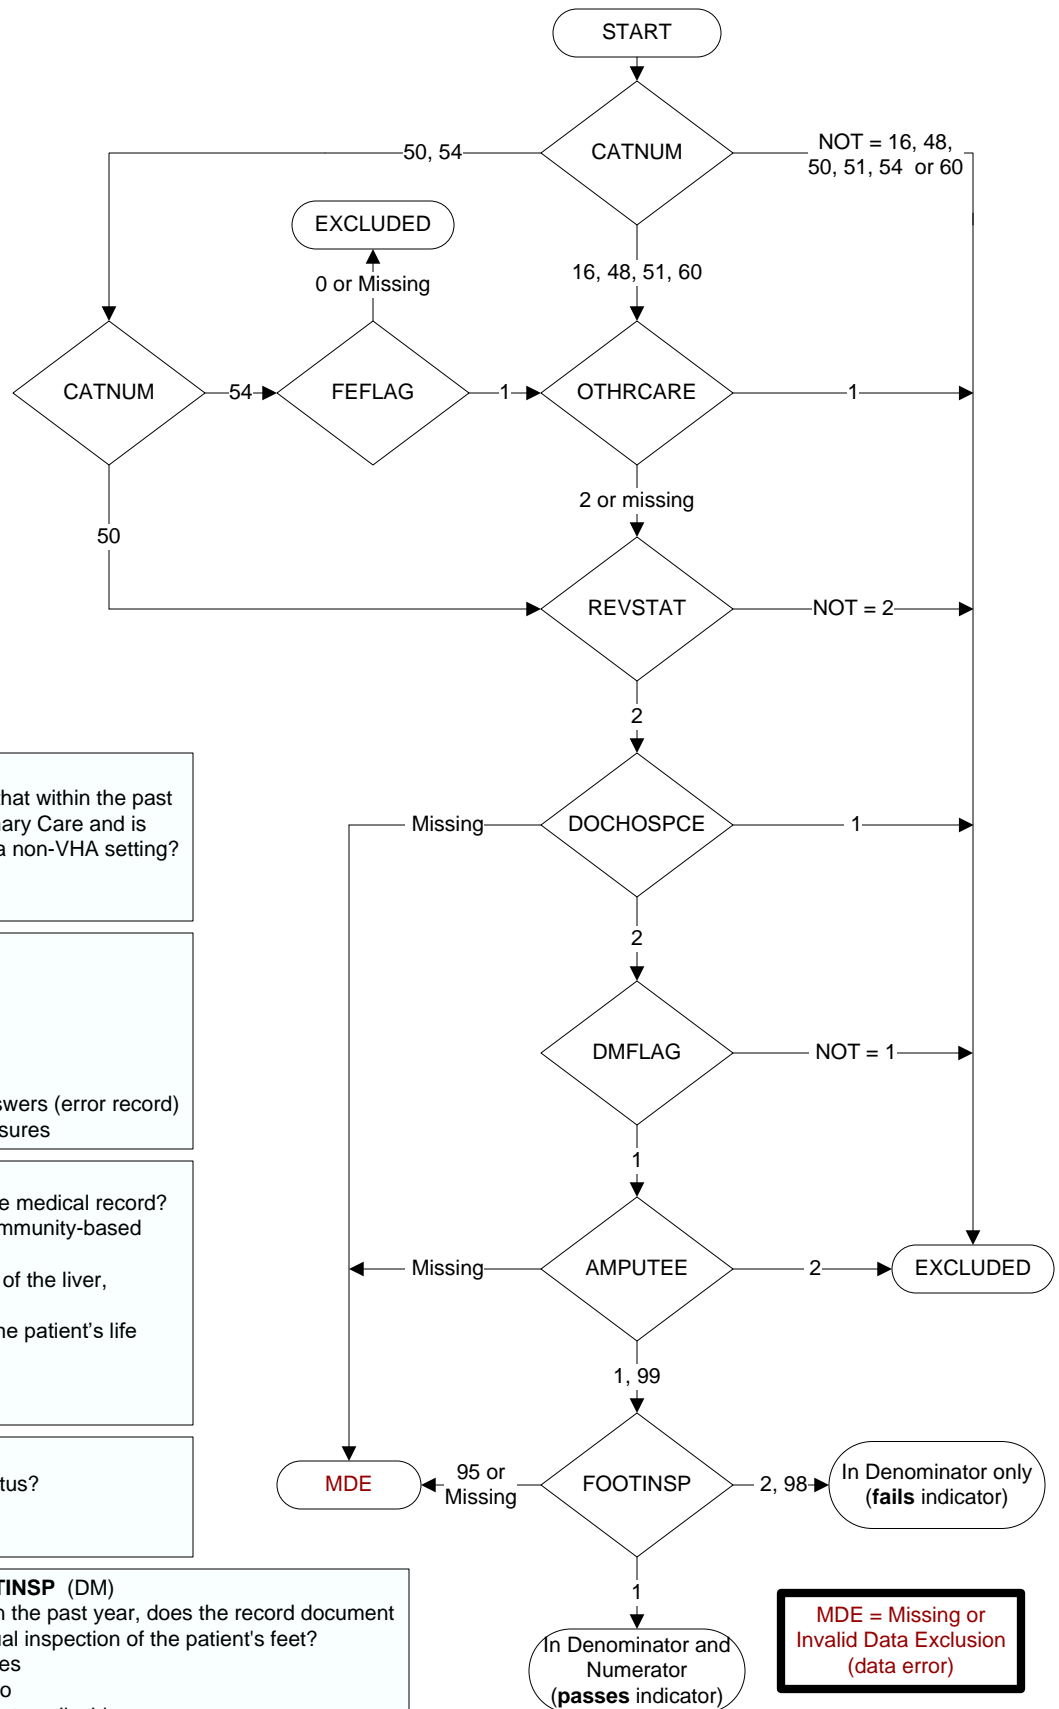 START
CATNUM
50, 54
NOT = 16, 48,
50, 51, 54 or 60
EXCLUDED
0 or Missing
16, 48, 51, 60
CATNUM
54
FEFLAG
1
OTHRCARE
1
2 or missing
50
REVSTAT
NOT = 2
2
that within the past
ary Care and is
a non-VHA setting?
Missing
DOCHOSPCE
1
2
DMFLAG
NOT = 1
swers (error record)
sures
1
e medical record?
mmunity-based
of the liver,
ne patient's life
Missing
AMPUTEE
2
EXCLUDED
1, 99
tus?
MDE
95 or
Missing
FOOTINSP
2, 98
In Denominator only
(fails indicator)
1
TINSP (DM)
n the past year, does the record document
ual inspection of the patient's feet?
es
o
In Denominator and
Numerator
(passes indicator)
MDE = Missing or
Invalid Data Exclusion
(data error)